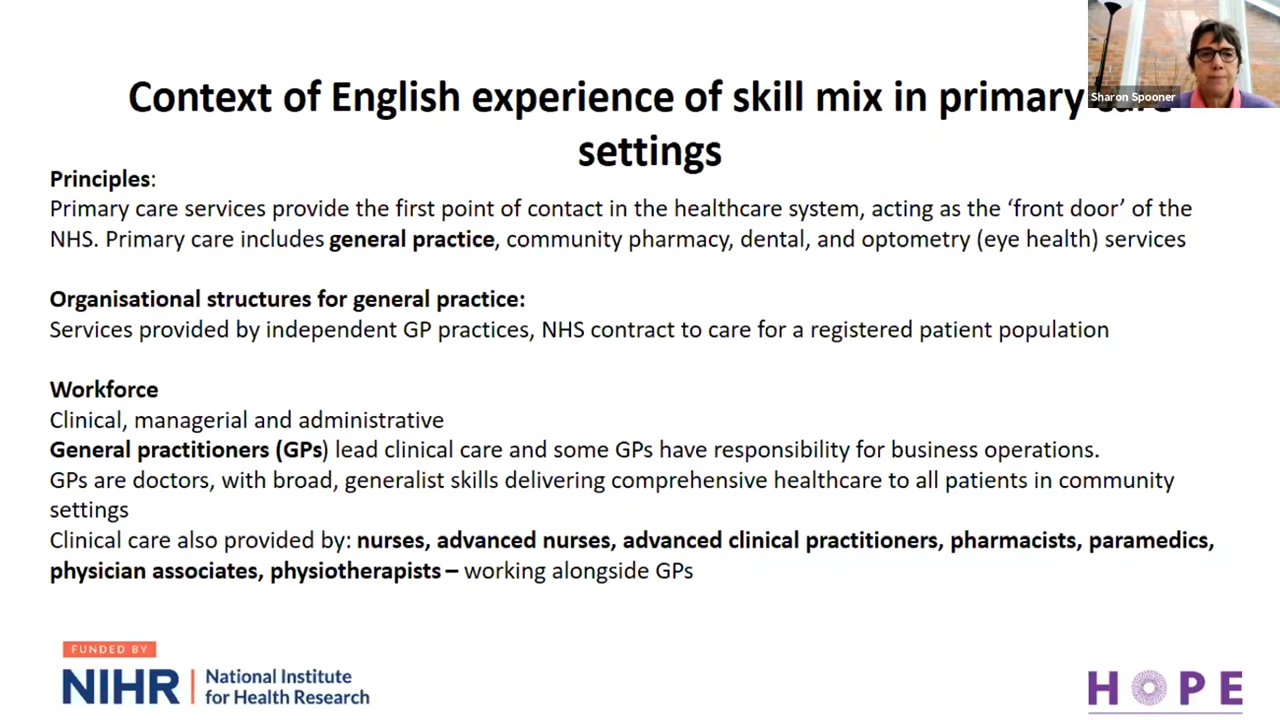 Context of English experience of skill mix in primary care
settings
Sharon Spooner
Principles:
Primary care services provide the first point of contact in the healthcare system, acting as the ‘front door’ of the
NHS. Primary care includes general practice, community pharmacy, dental, and optometry (eye health) services
Organisational structures for general practice:
Services provided by independent GP practices, NHS contract to care for a registered patient population
Workforce
Clinical, managerial and administrative
General practitioners (GPs) lead clinical care and some GPs have responsibility for business operations.
GPs are doctors, with broad, generalist skills delivering comprehensive healthcare to all patients in community
settings
Clinical care also provided by: nurses, advanced nurses, advanced clinical practitioners, pharmacists, paramedics,
physician associates, physiotherapists – working alongside GPs
FUNDED BY
NIHR | National Institute
for Health Research
HOPE